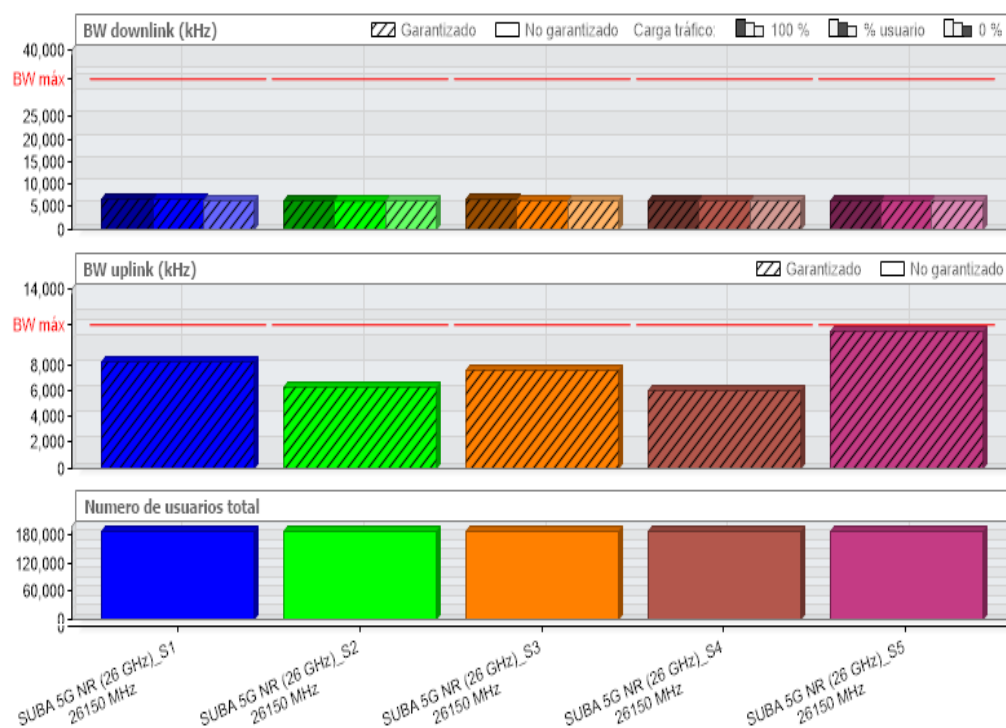 BW downlink (kHz) Garantizado No garantizado Carga tráfico: 100 % % usuario 0 %
40,000
BW máx
25,000
20,000
15,000
10,000
5,000
0
BW uplink (kHz) Garantizado No garantizado
14,000
BW máx
8,000
6,000
4,000
2,000
0
Numero de usuarios total
180,000
120,000
60,000
0
0
SUBA 5G NR (26 GHz)_S1
26150 MHz
SUBA 5G NR (26 GHz)_S2
26150 MHz
SUBA 5G NR (26 GHz)_S3
26150 MHz
SUBA 5G NR (26 GHz)_S4
26150 MHz
SUBA 5G NR (26 GHz)_S5
26150 MHz